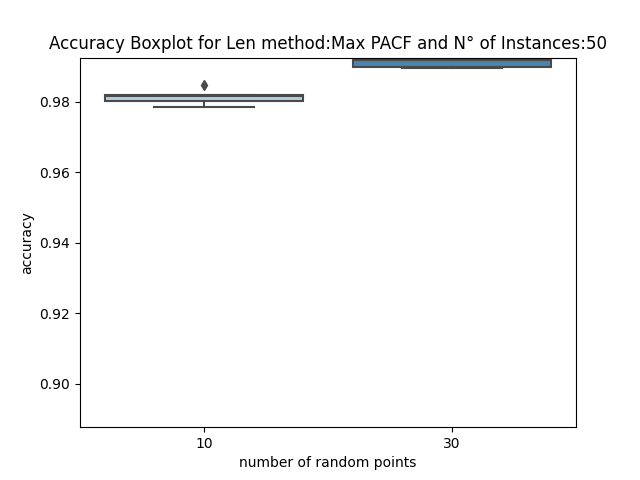 Accuracy Boxplot for Len method:Max PACF and N° of Instances:50
0.98
0.96
0.94
0.92
0.90
accuracy
10 30
number of random points